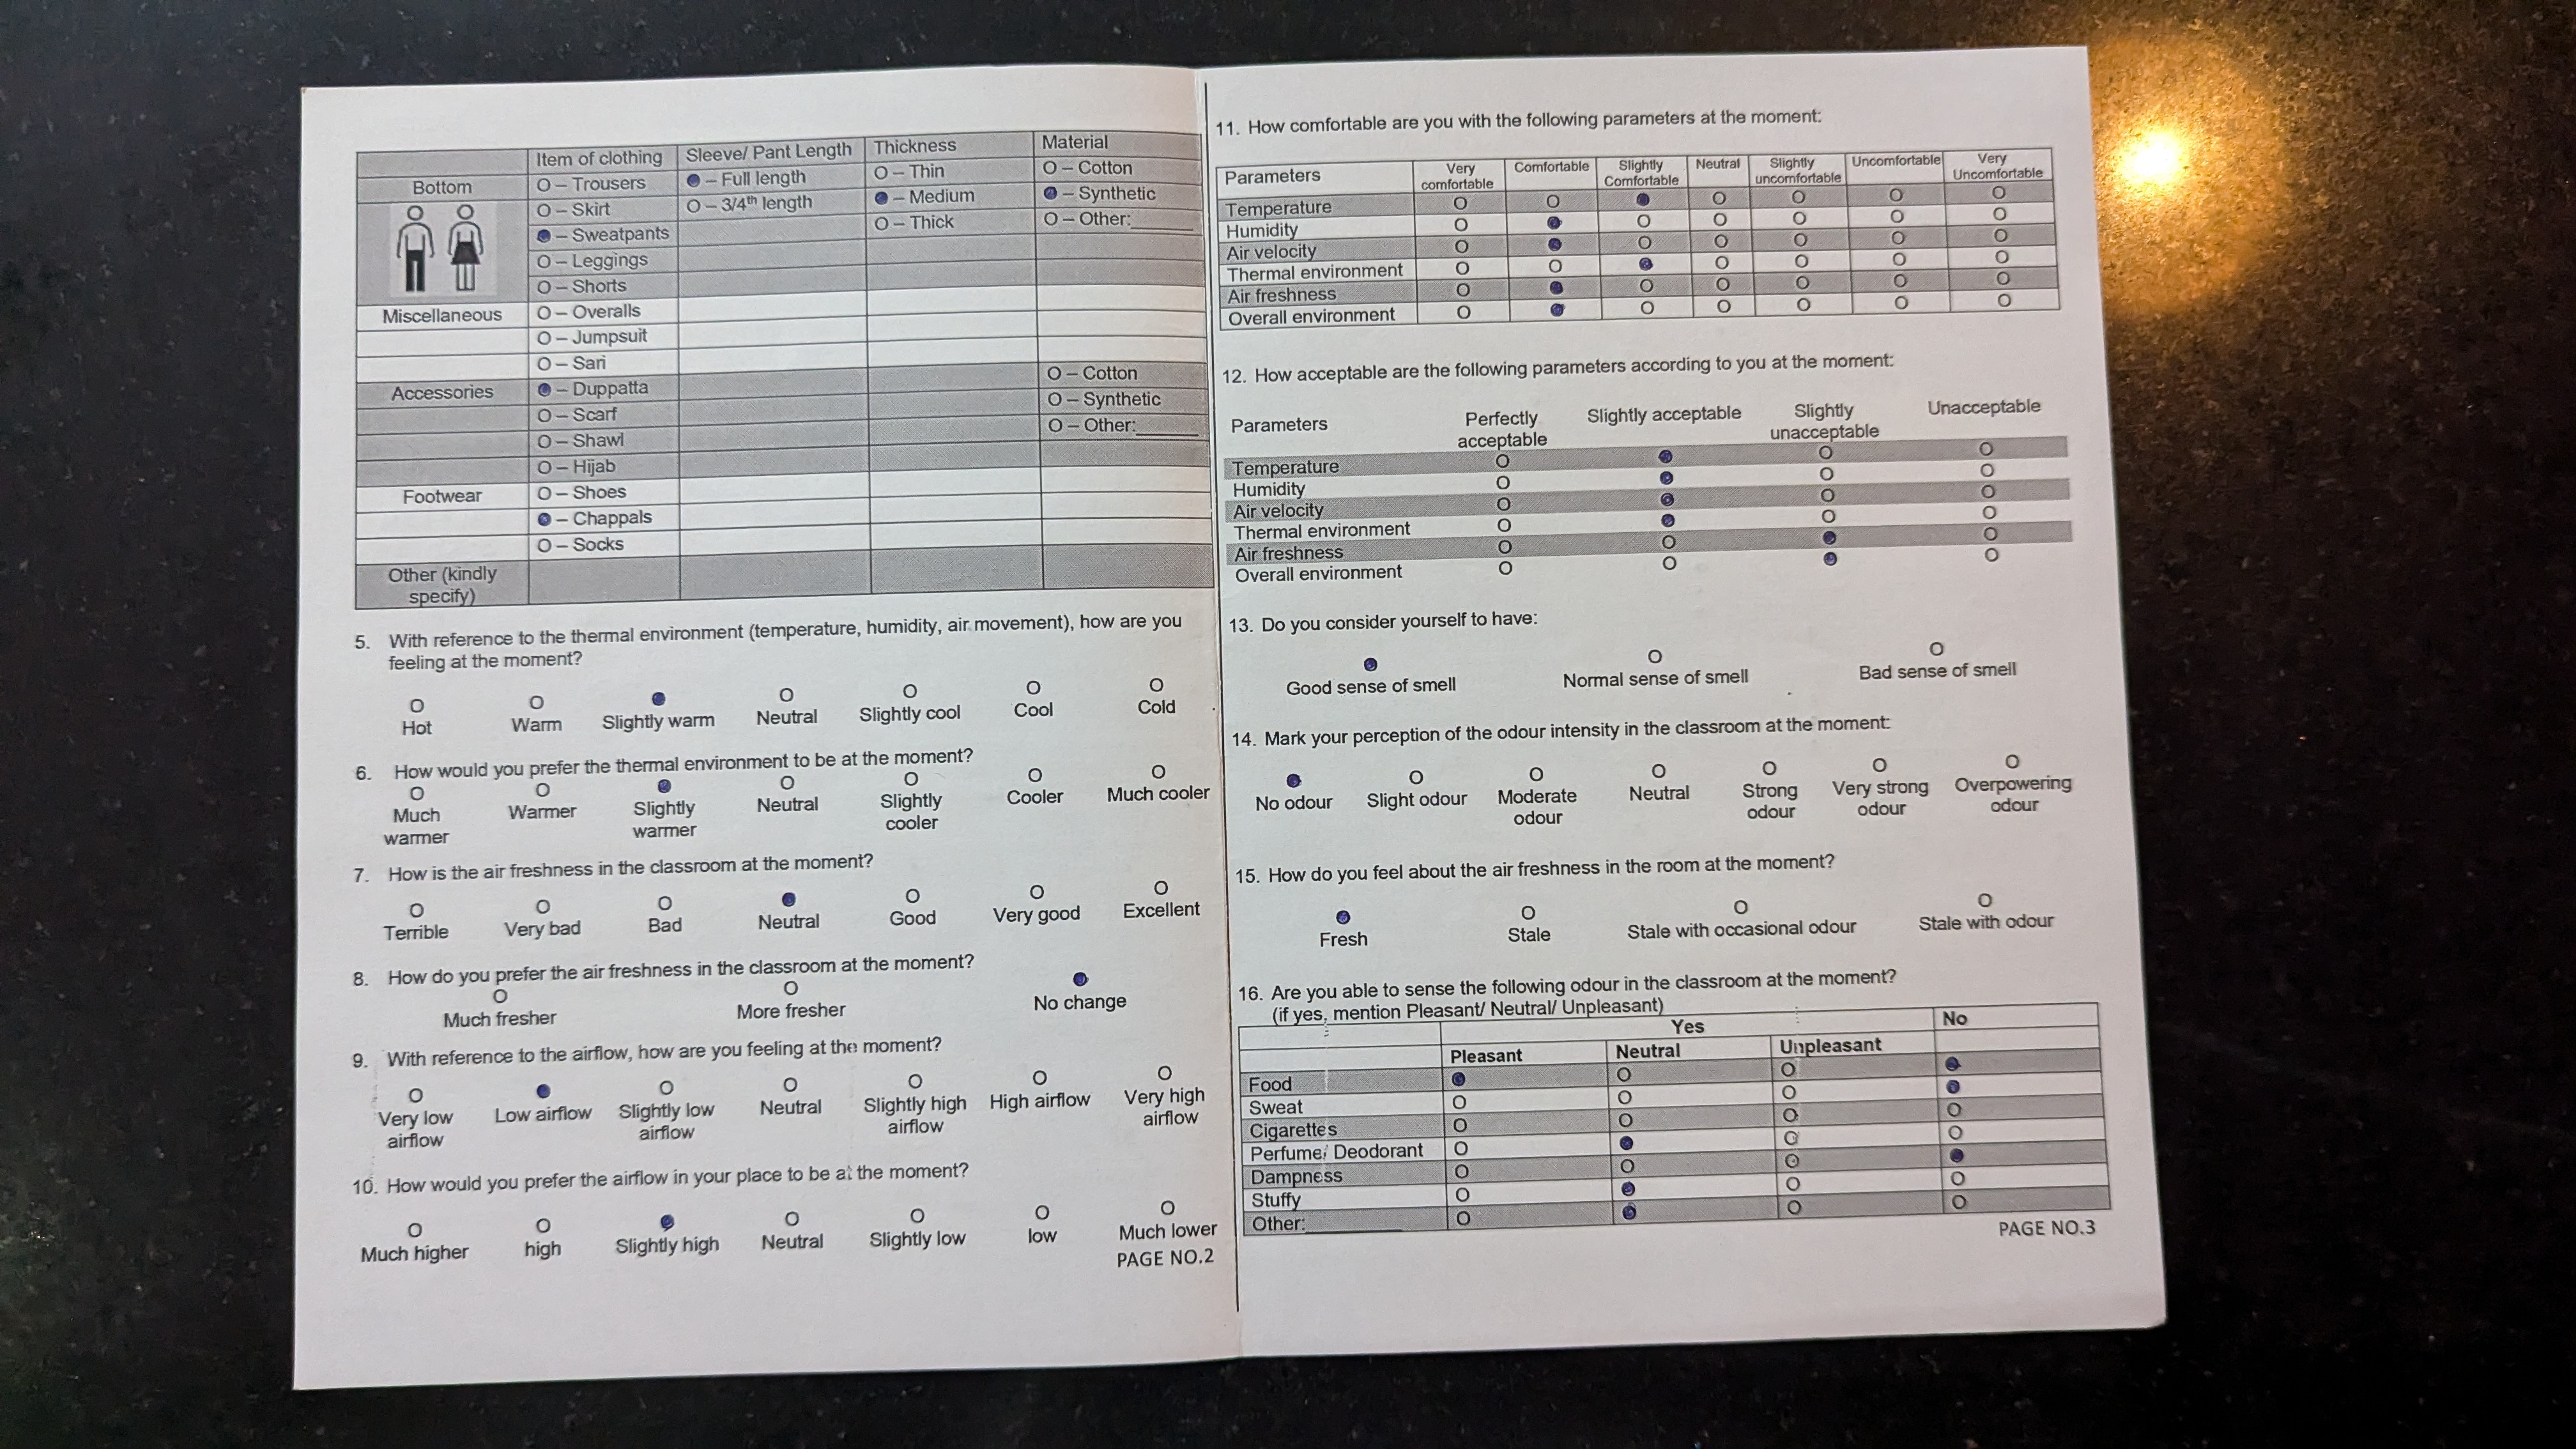 Item of clothing Sleeve/ Pant Length Thickness Material
Bottom O – Trousers ● – Full length O – Thin O – Cotton
O – Skirt O – 3/4th length ● – Medium ● – Synthetic
● – Sweatpants O – Thick O – Other:______
O – Leggings
O – Shorts
Miscellaneous O – Overalls
O – Jumpsuit
O – Sari
Accessories ● – Duppatta O – Cotton
O – Scarf O – Synthetic
O – Shawl O – Other:______
O – Hijab
Footwear O – Shoes
● – Chappals
O – Socks
Other (kindly
specify)
5. With reference to the thermal environment (temperature, humidity, air movement), how are you
feeling at the moment?
O O ● O O O O
Hot Warm Slightly warm Neutral Slightly cool Cool Cold
6. How would you prefer the thermal environment to be at the moment?
O O ● O O O O
Much Warmer Slightly Neutral Slightly Cooler Much cooler
warmer warmer cooler
7. How is the air freshness in the classroom at the moment?
O O O ● O O O
Terrible Very bad Bad Neutral Good Very good Excellent
8. How do you prefer the air freshness in the classroom at the moment?
O O ●
Much fresher More fresher No change
9. With reference to the airflow, how are you feeling at the moment?
O ● O O O O O
Very low Low airflow Slightly low Neutral Slightly high High airflow Very high
airflow airflow airflow airflow
10. How would you prefer the airflow in your place to be at the moment?
O O ● O O O O
Much higher high Slightly high Neutral Slightly low low Much lower
PAGE NO.2
11. How comfortable are you with the following parameters at the moment:
Parameters Very Comfortable Slightly Neutral Slightly Uncomfortable Very
comfortable Comfortable uncomfortable Uncomfortable
Temperature O O ● O O O O
Humidity O ● O O O O O
Air velocity O ● O O O O O
Thermal environment O O ● O O O O
Air freshness O ● O O O O O
Overall environment O ● O O O O O
12. How acceptable are the following parameters according to you at the moment:
Parameters Perfectly Slightly acceptable Slightly Unacceptable
acceptable unacceptable
Temperature O ● O O
Humidity O ● O O
Air velocity O ● O O
Thermal environment O ● O O
Air freshness O O ● O
Overall environment O O ● O
13. Do you consider yourself to have:
● O O
Good sense of smell Normal sense of smell Bad sense of smell
14. Mark your perception of the odour intensity in the classroom at the moment:
● O O O O O O
No odour Slight odour Moderate Neutral Strong Very strong Overpowering
odour odour odour odour
15. How do you feel about the air freshness in the room at the moment?
● O O O
Fresh Stale Stale with occasional odour Stale with odour
16. Are you able to sense the following odour in the classroom at the moment?
(if yes, mention Pleasant/ Neutral/ Unpleasant)
Yes No
Pleasant Neutral Unpleasant
Food ● O O ●
Sweat O O O ●
Cigarettes O O O O
Perfume/ Deodorant O ● O O
Dampness O O O ●
Stuffy O ● O O
Other:__________ O ● O O
PAGE NO.3